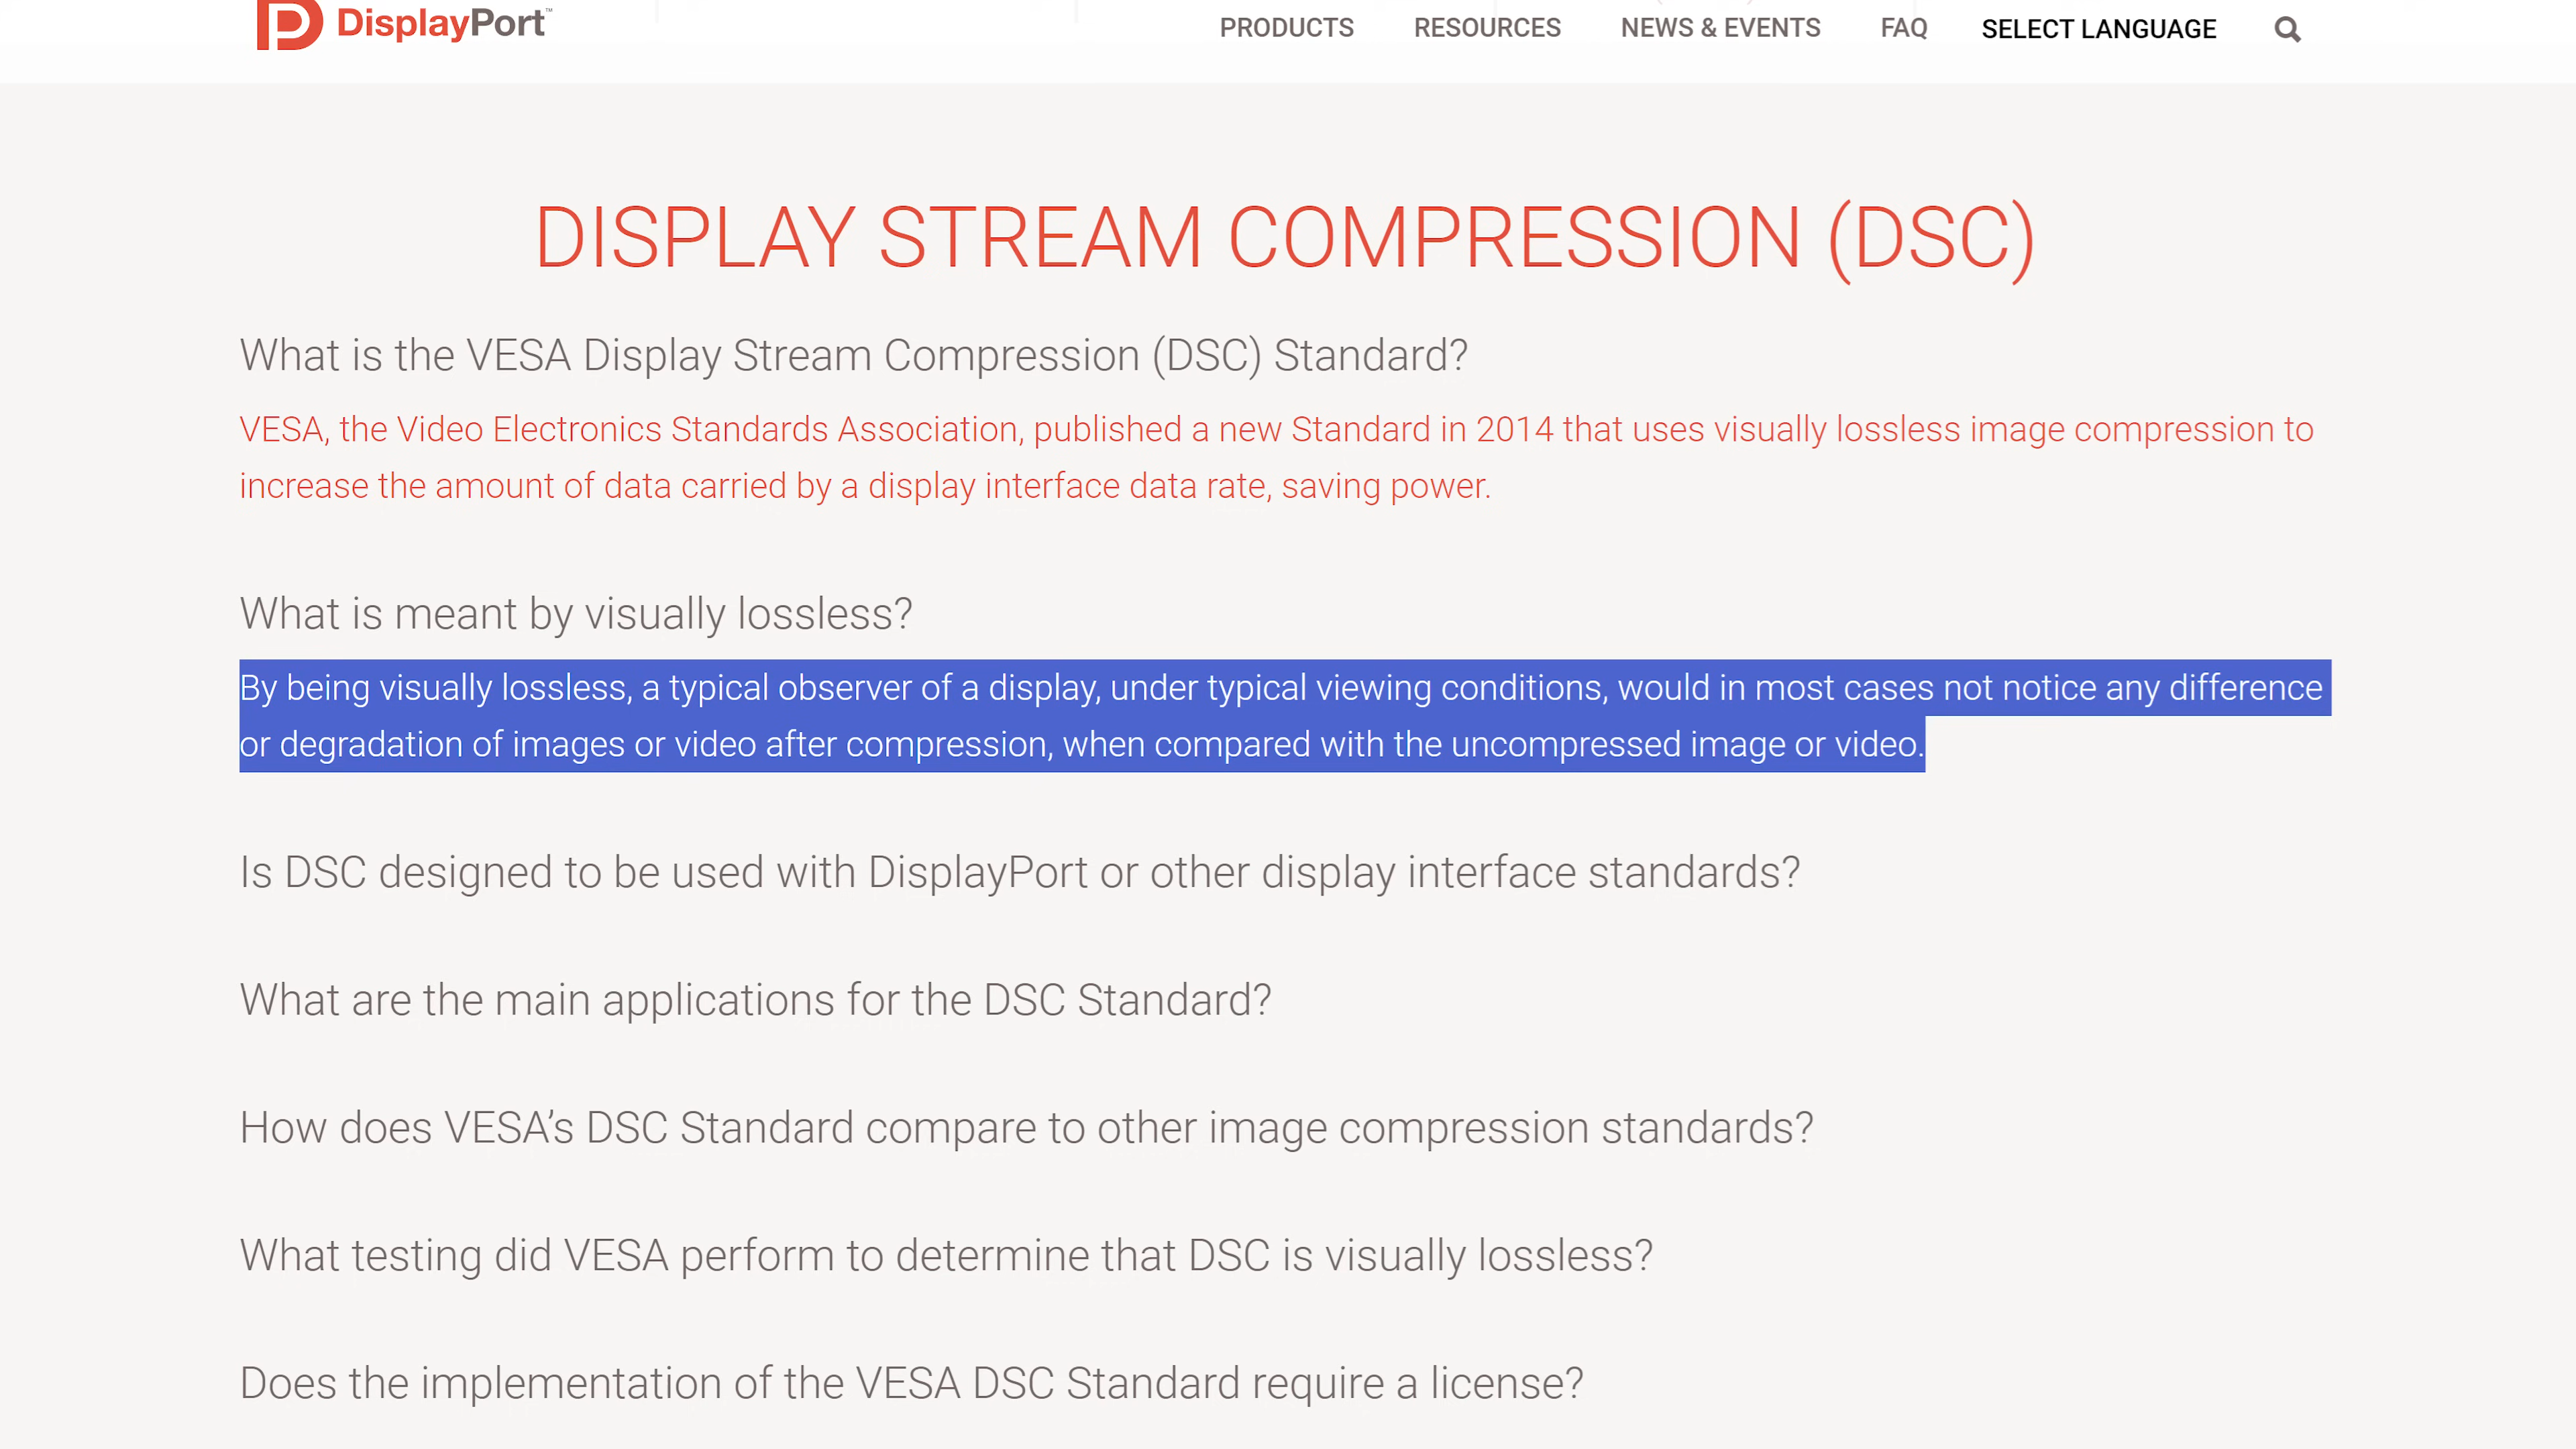 DisplayPort™
PRODUCTS RESOURCES NEWS & EVENTS FAQ SELECT LANGUAGE
DISPLAY STREAM COMPRESSION (DSC)
What is the VESA Display Stream Compression (DSC) Standard?
VESA, the Video Electronics Standards Association, published a new Standard in 2014 that uses visually lossless image compression to
increase the amount of data carried by a display interface data rate, saving power.
What is meant by visually lossless?
By being visually lossless, a typical observer of a display, under typical viewing conditions, would in most cases not notice any difference
or degradation of images or video after compression, when compared with the uncompressed image or video.
Is DSC designed to be used with DisplayPort or other display interface standards?
What are the main applications for the DSC Standard?
How does VESA’s DSC Standard compare to other image compression standards?
What testing did VESA perform to determine that DSC is visually lossless?
Does the implementation of the VESA DSC Standard require a license?